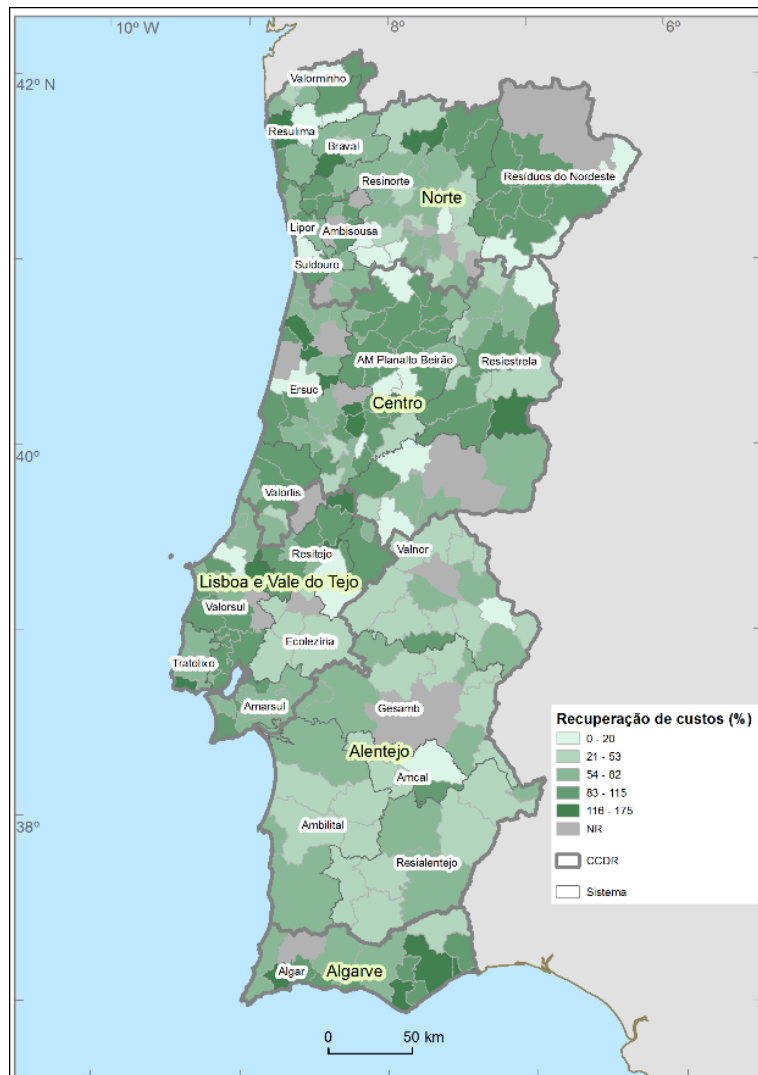 10º W
8º
6º
42º N
Valorminho
Resulima
Braval
Resíduos do Nordeste
Resinorte
Norte
Lipor
Ambisousa
Suldouro
AM Planalto Beirão
Resiestrela
Ersuc
Centro
40º
Valorlis
Resitejo
Valnor
Lisboa e Vale do Tejo
Valorsul
Ecolezíria
Tratolixo
Amarsul
Gesamb
Recuperação de custos (%)
0 - 20
21 - 53
54 - 82
83 - 115
116 - 175
NR
CCDR
Sistema
Alentejo
Amcal
38º
Ambilital
Resialentejo
Algar
Algarve
0
50 km